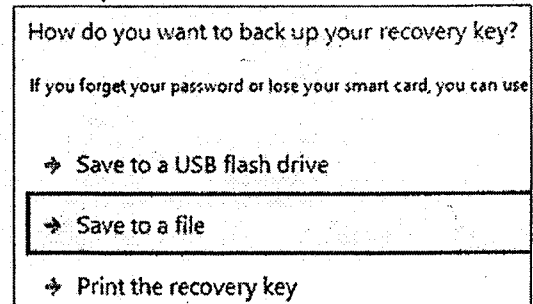 How do you want to back up your recovery key?
If you forget your password or lose your smart card, you can use
Save to a USB flash drive
Save to a file
Print the recovery key